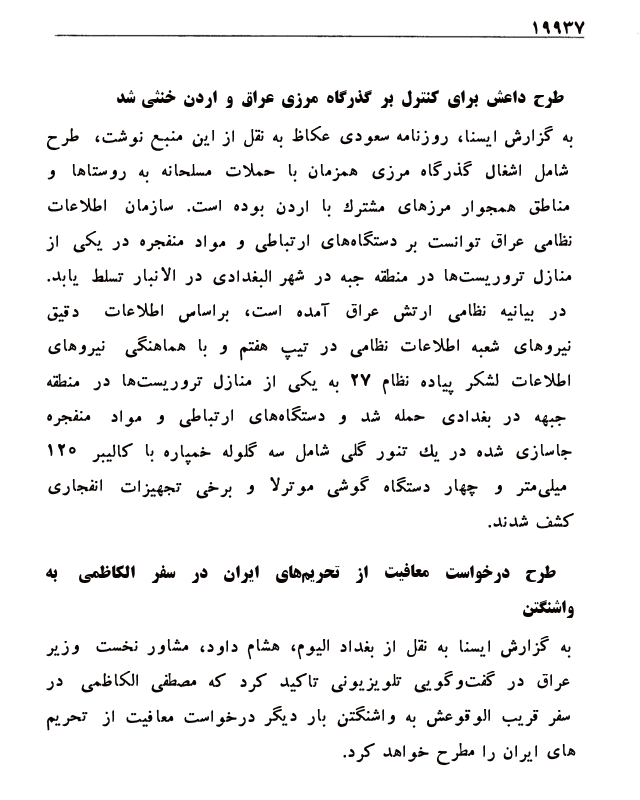 ۱۹۹۳۷
طرح داعش برای کنترل بر گذرگاه مرزی عراق و اردن خنثی شد
به گزارش ایسنا، روزنامه سعودی عکاظ به نقل از این منبع نوشت، طرح
شامل اشغال گذرگاه مرزی همزمان با حملات مسلحانه به روستاها و
مناطق همجوار مرزهای مشترك با اردن بوده است. سازمان اطلاعات
نظامی عراق توانست بر دستگاه‌های ارتباطی و مواد منفجره در یکی از
منازل تروریست‌ها در منطقه جبه در شهر البغدادی در الانبار تسلط یابد.
در بیانیه نظامی ارتش عراق آمده است، براساس اطلاعات دقیق
نیروهای شعبه اطلاعات نظامی در تیپ هفتم و با هماهنگی نیروهای
اطلاعات لشکر پیاده نظام ۲۷ به یکی از منازل تروریست‌ها در منطقه
جبهه در بغدادی حمله شد و دستگاه‌های ارتباطی و مواد منفجره
جاسازی شده در یك تنور گلی شامل سه گلوله خمپاره با کالیبر ۱۲۰
میلی‌متر و چهار دستگاه گوشی موترلا و برخی تجهیزات انفجاری
کشف شدند.
طرح درخواست معافیت از تحریم‌های ایران در سفر الکاظمی به
واشنگتن
به گزارش ایسنا به نقل از بغداد الیوم، هشام داود، مشاور نخست وزیر
عراق در گفت‌وگویی تلویزیونی تاکید کرد که مصطفی الکاظمی در
سفر قریب الوقوعش به واشنگتن بار دیگر درخواست معافیت از تحریم
های ایران را مطرح خواهد کرد.